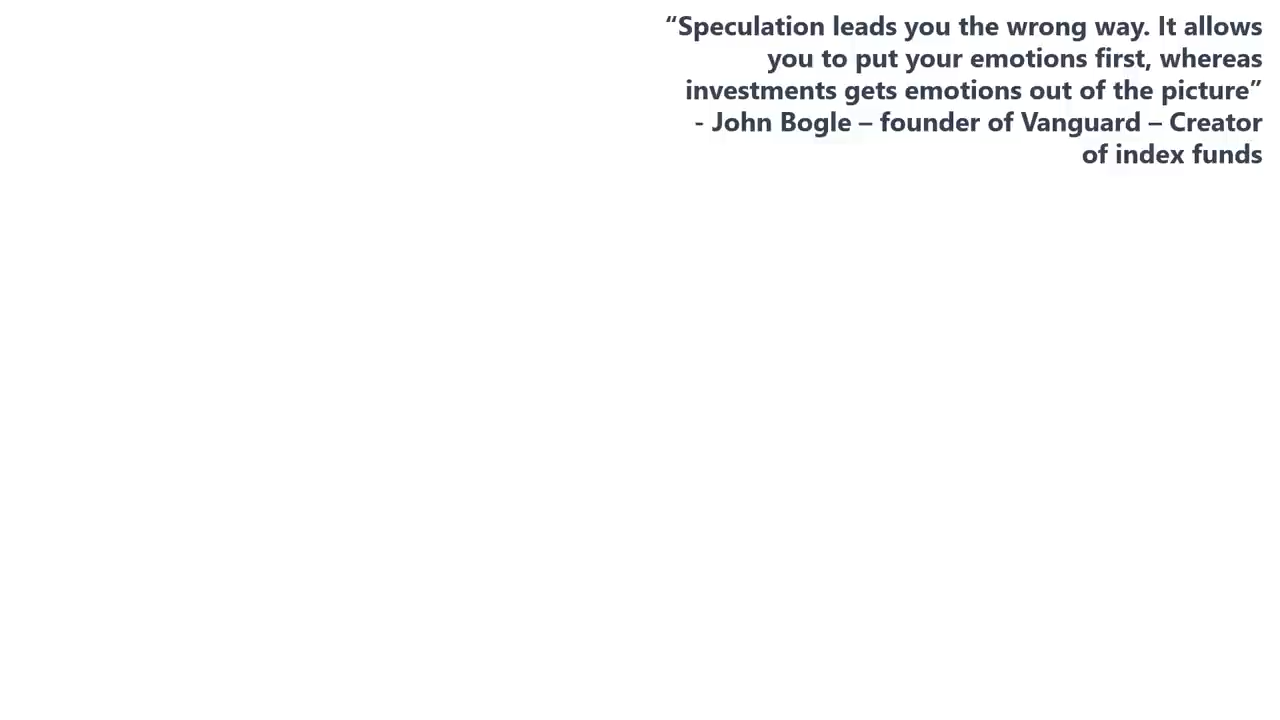 “Speculation leads you the wrong way. It allows
you to put your emotions first, whereas
investments gets emotions out of the picture”
- John Bogle – founder of Vanguard – Creator
of index funds